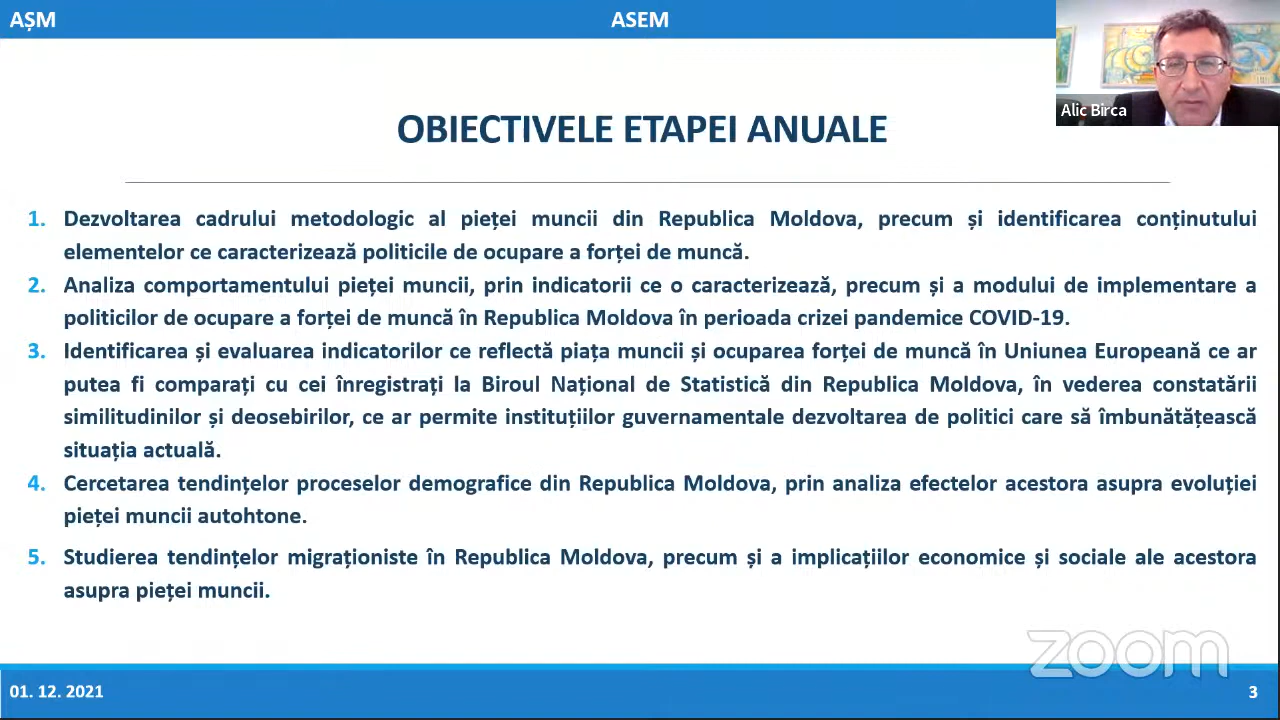 AȘM
ASEM
Alic Birca
OBIECTIVELE ETAPEI ANUALE
1. Dezvoltarea cadrului metodologic al pieței muncii din Republica Moldova, precum și identificarea conținutului
elementelor ce caracterizează politicile de ocupare a forței de muncă.
2. Analiza comportamentului pieței muncii, prin indicatorii ce o caracterizează, precum și a modului de implementare a
politicilor de ocupare a forței de muncă în Republica Moldova în perioada crizei pandemice COVID-19.
3. Identificarea și evaluarea indicatorilor ce reflectă piața muncii și ocuparea forței de muncă în Uniunea Europeană ce ar
putea fi comparați cu cei înregistrați la Biroul Național de Statistică din Republica Moldova, în vederea constatării
similitudinilor și deosebirilor, ce ar permite instituțiilor guvernamentale dezvoltarea de politici care să îmbunătățească
situația actuală.
4. Cercetarea tendințelor proceselor demografice din Republica Moldova, prin analiza efectelor acestora asupra evoluției
pieței muncii autohtone.
5. Studierea tendințelor migraționiste în Republica Moldova, precum și a implicațiilor economice și sociale ale acestora
asupra pieței muncii.
zoom
01. 12. 2021
3